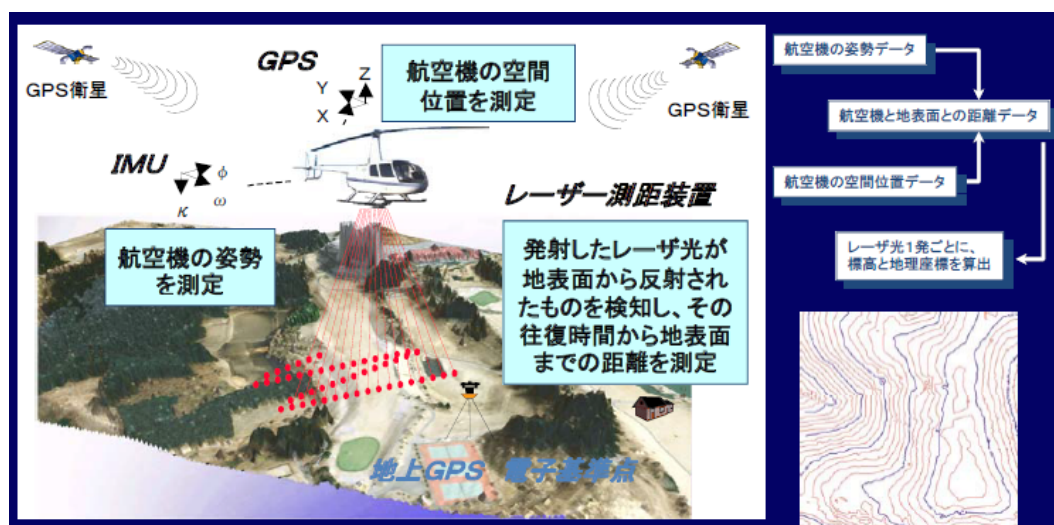 GPS衛星
GPS
Z
Y
X
航空機の空間
位置を測定
GPS衛星
IMU
φ
ω
κ
航空機の姿勢
を測定
レーザー測距装置
発射したレーザ光が
地表面から反射され
たものを検知し、その
往復時間から地表面
までの距離を測定
地上GPS 電子基準点
航空機の姿勢データ
航空機と地表面との距離データ
航空機の空間位置データ
レーザ光1発ごとに、
標高と地理座標を算出